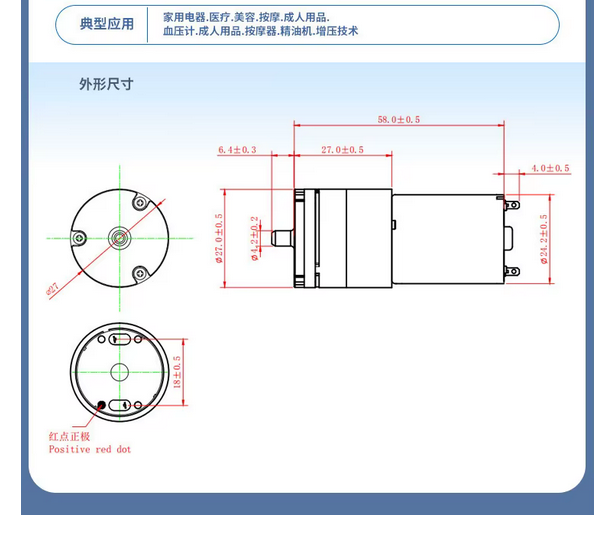 典型应用
家用电器.医疗.美容.按摩.成人用品.
血压计.成人用品.按摩器.精油机.增压技术
外形尺寸
58.0±0.5
6.4±0.3
27.0±0.5
4.0±0.5
ø27.0±0.5
ø4.2±0.2
ø24.2±0.5
ø27
18±0.5
红点正极
Positive red dot